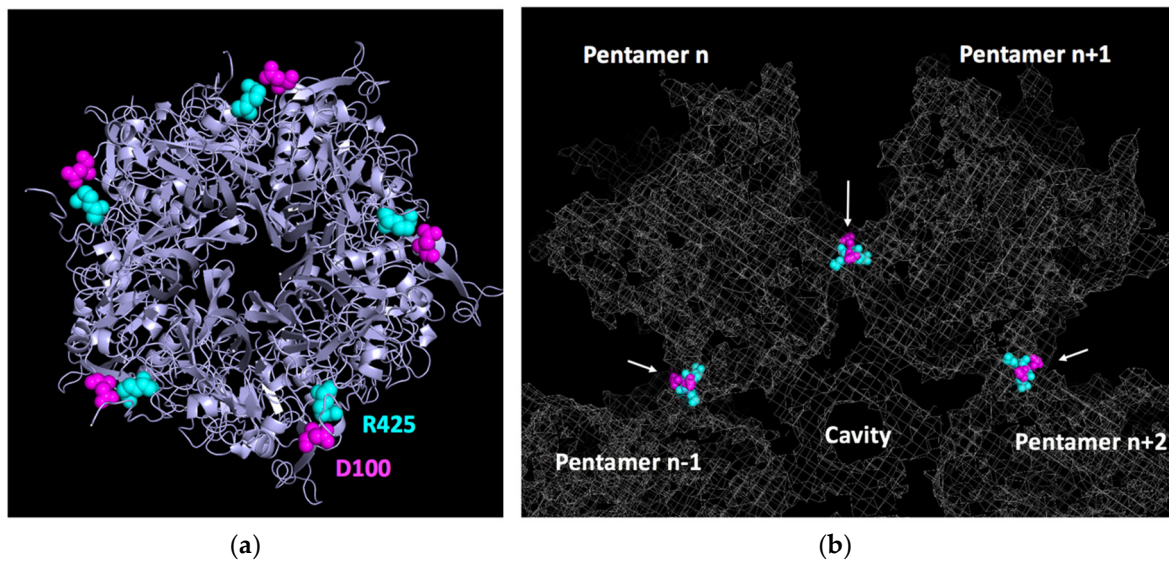 R425
D100
(a)
Pentamer n
Pentamer n+1
Cavity
Pentamer n-1
Pentamer n+2
(b)